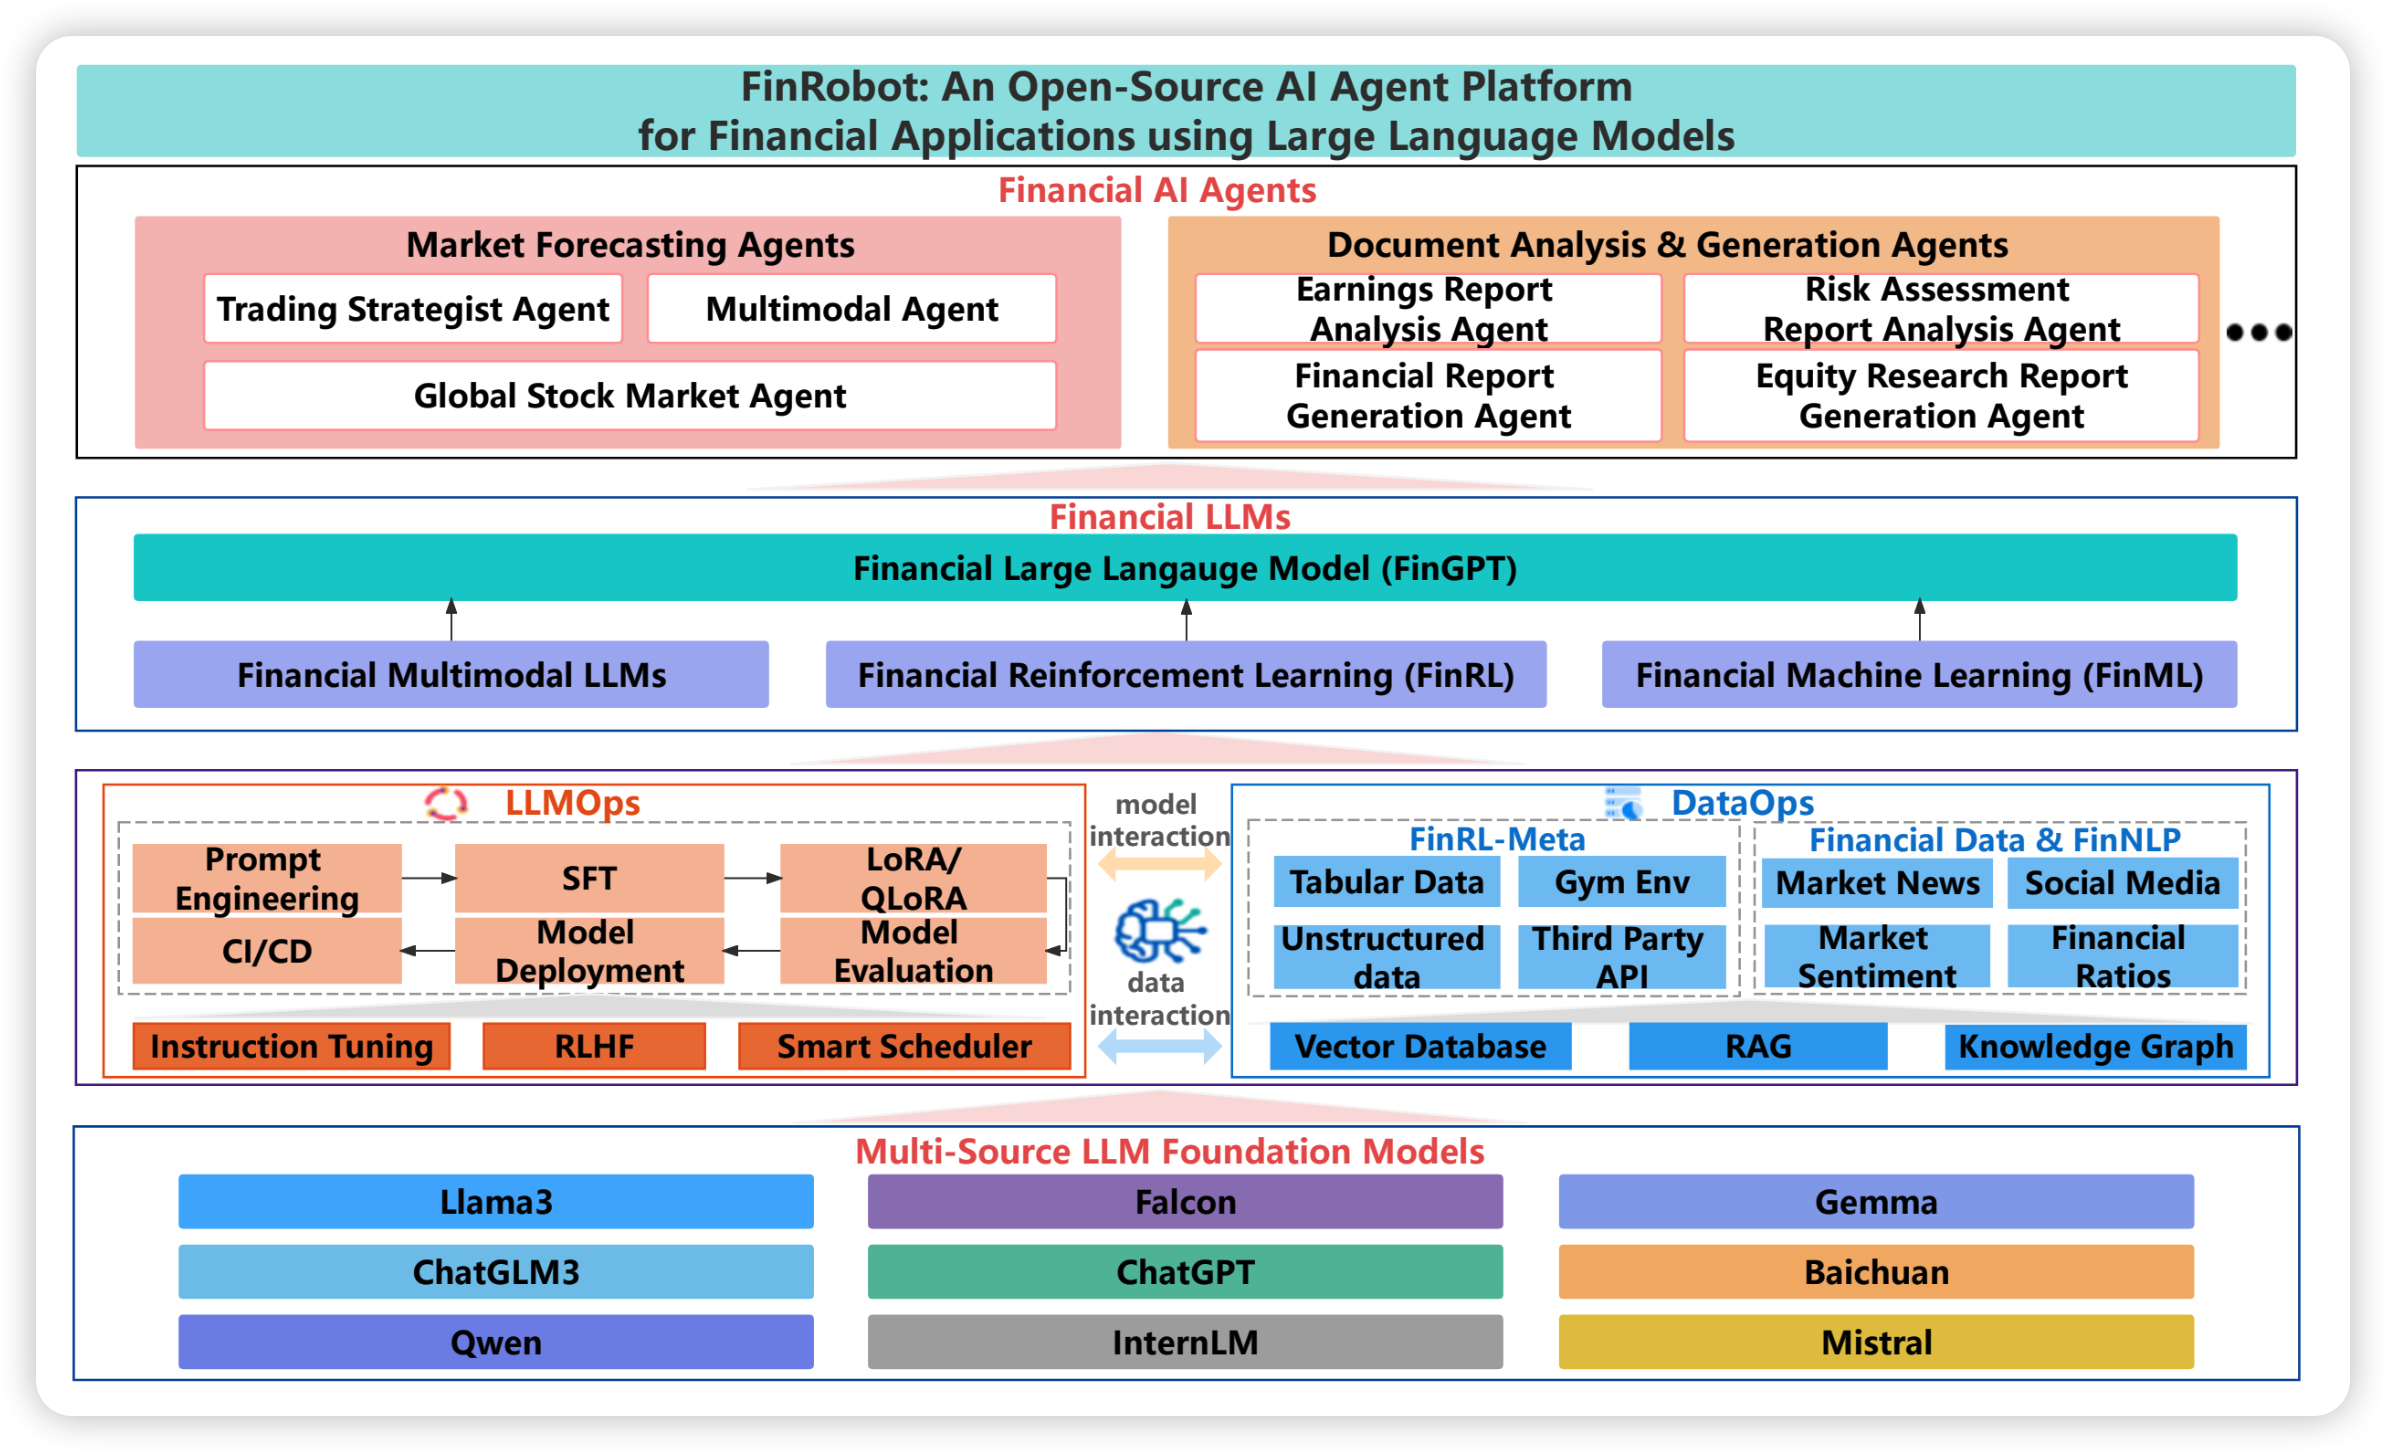 FinRobot: An Open-Source AI Agent Platform
for Financial Applications using Large Language Models
Financial AI Agents
Market Forecasting Agents
Trading Strategist Agent
Multimodal Agent
Global Stock Market Agent
Document Analysis & Generation Agents
Earnings Report
Analysis Agent
Risk Assessment
Report Analysis Agent
Financial Report
Generation Agent
Equity Research Report
Generation Agent
Financial LLMs
Financial Large Langauge Model (FinGPT)
Financial Multimodal LLMs
Financial Reinforcement Learning (FinRL)
Financial Machine Learning (FinML)
LLMOps
Prompt
Engineering
SFT
LoRA/
QLoRA
CI/CD
Model
Deployment
Model
Evaluation
Instruction Tuning
RLHF
Smart Scheduler
model
interaction
data
interaction
DataOps
FinRL-Meta
Tabular Data
Gym Env
Unstructured
data
Third Party
API
Financial Data & FinNLP
Market News
Social Media
Market
Sentiment
Financial
Ratios
Vector Database
RAG
Knowledge Graph
Multi-Source LLM Foundation Models
Llama3
Falcon
Gemma
ChatGLM3
ChatGPT
Baichuan
Qwen
InternLM
Mistral